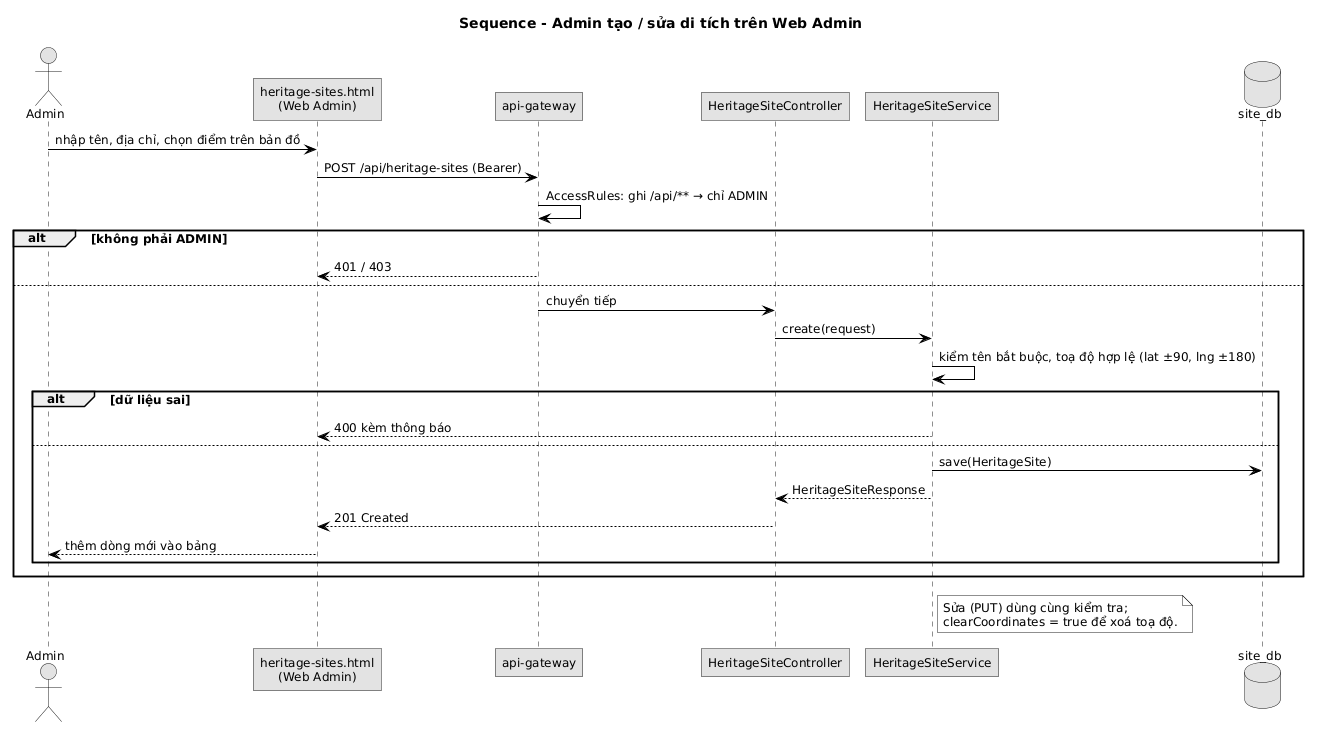 Sequence - Admin tạo / sửa di tích trên Web Admin
Admin
heritage-sites.html
(Web Admin)
api-gateway
HeritageSiteController
HeritageSiteService
site_db
nhập tên, địa chỉ, chọn điểm trên bản đồ
POST /api/heritage-sites (Bearer)
AccessRules: ghi /api/** → chỉ ADMIN
alt
[không phải ADMIN]
401 / 403
chuyển tiếp
create(request)
kiểm tên bắt buộc, toạ độ hợp lệ (lat ±90, lng ±180)
alt
[dữ liệu sai]
400 kèm thông báo
save(HeritageSite)
HeritageSiteResponse
201 Created
thêm dòng mới vào bảng
Sửa (PUT) dùng cùng kiểm tra;
clearCoordinates = true để xoá toạ độ.
Admin
heritage-sites.html
(Web Admin)
api-gateway
HeritageSiteController
HeritageSiteService
site_db